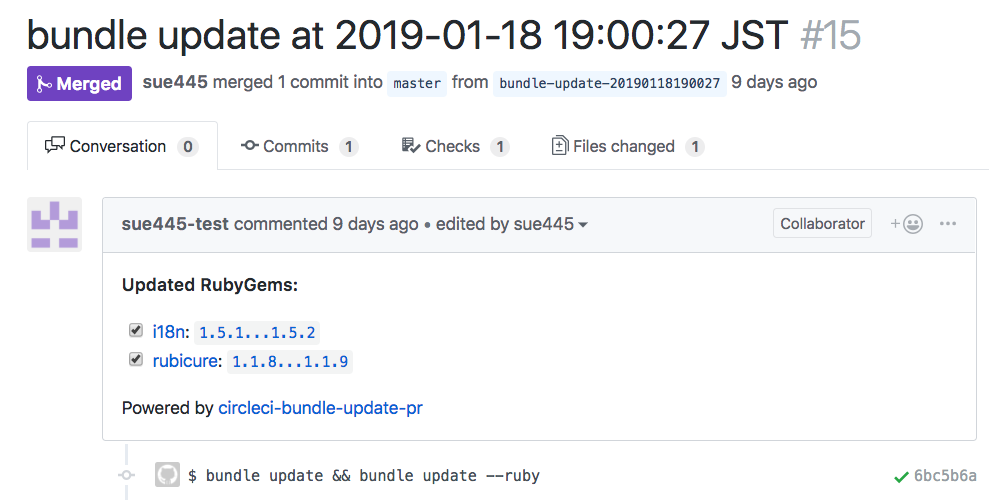 bundle update at 2019-01-18 19:00:27 JST #15
Merged sue445 merged 1 commit into master from bundle-update-20190118190027 9 days ago
Conversation 0 Commits 1 Checks 1 Files changed 1
sue445-test commented 9 days ago • edited by sue445 Collaborator
Updated RubyGems:
i18n: 1.5.1...1.5.2
rubicure: 1.1.8...1.1.9
Powered by circleci-bundle-update-pr
$ bundle update && bundle update --ruby 6bc5b6a